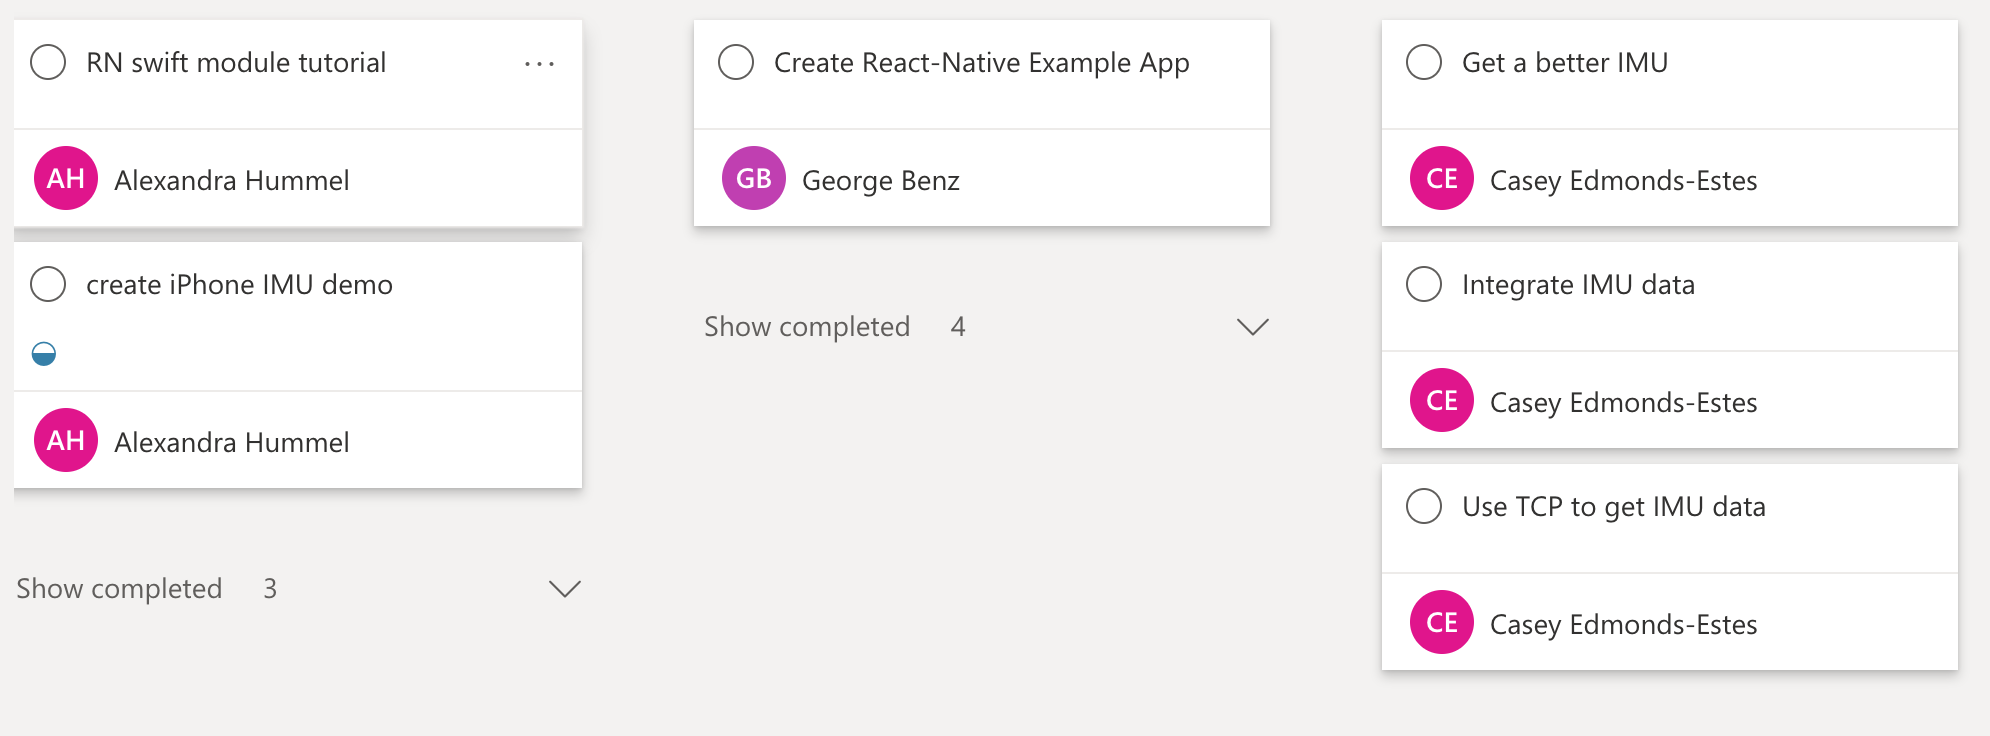 RN swift module tutorial
AH Alexandra Hummel
create iPhone IMU demo
AH Alexandra Hummel
Show completed 3
Create React-Native Example App
GB George Benz
Show completed 4
Get a better IMU
CE Casey Edmonds-Estes
Integrate IMU data
CE Casey Edmonds-Estes
Use TCP to get IMU data
CE Casey Edmonds-Estes